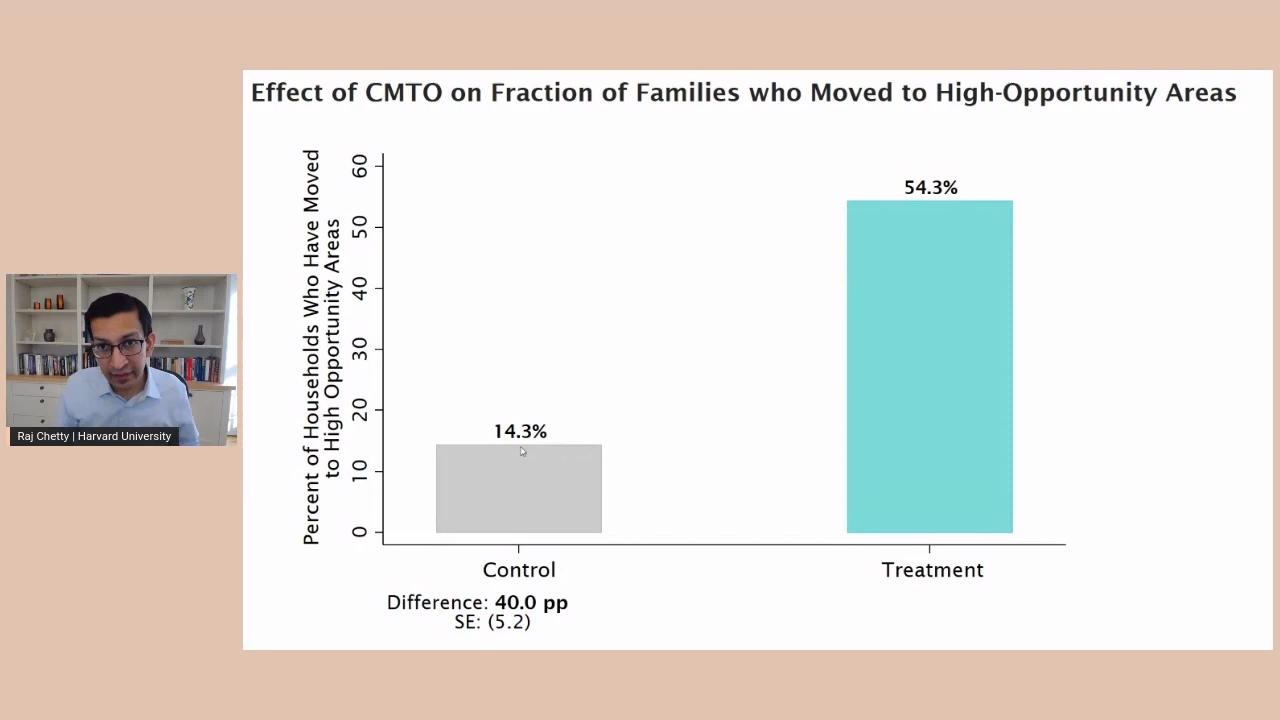 Effect of CMTO on Fraction of Families who Moved to High-Opportunity Areas
Percent of Households Who Have Moved
to High Opportunity Areas
60
50
40
30
20
10
0
14.3%
54.3%
Control
Treatment
Difference: 40.0 pp
SE: (5.2)
Raj Chetty | Harvard University